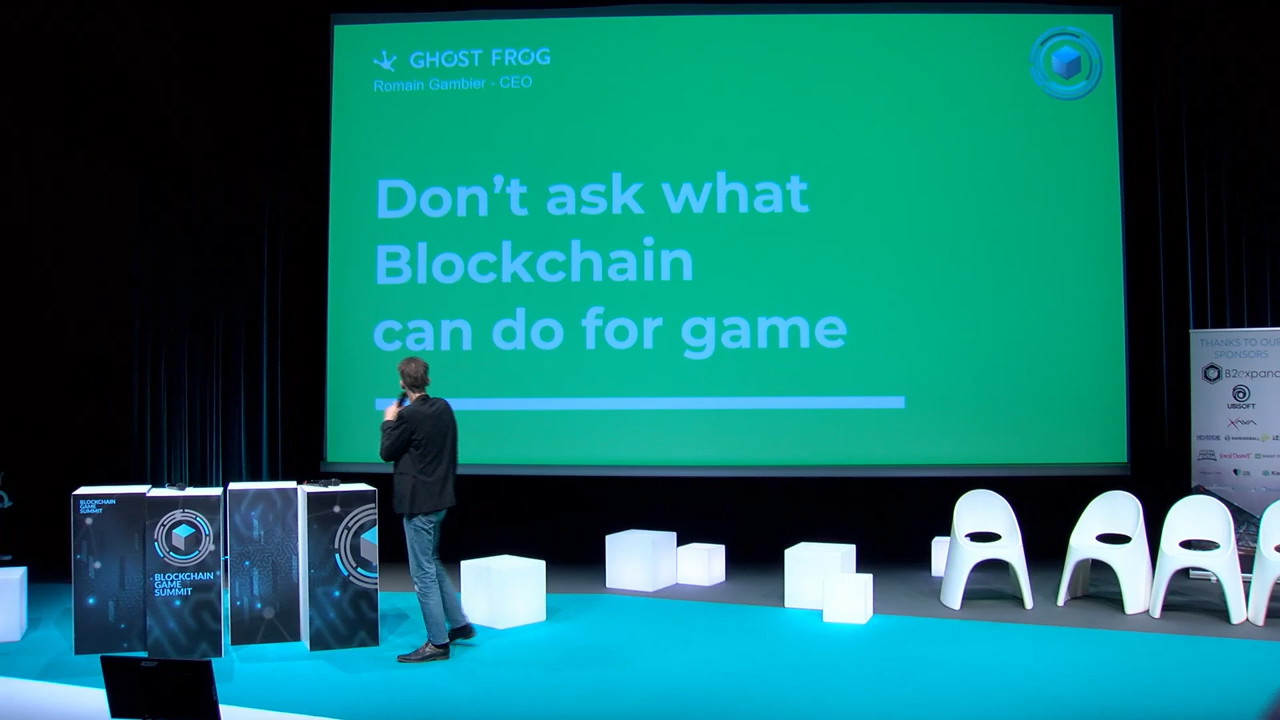 GHOST FROG
Romain Gambier - CEO
Don't ask what
Blockchain
can do for game
BLOCKCHAIN
GAME
SUMMIT
BLOCKCHAIN
GAME
SUMMIT
THANKS TO OUR
SPONSORS
B2expand
UBISOFT